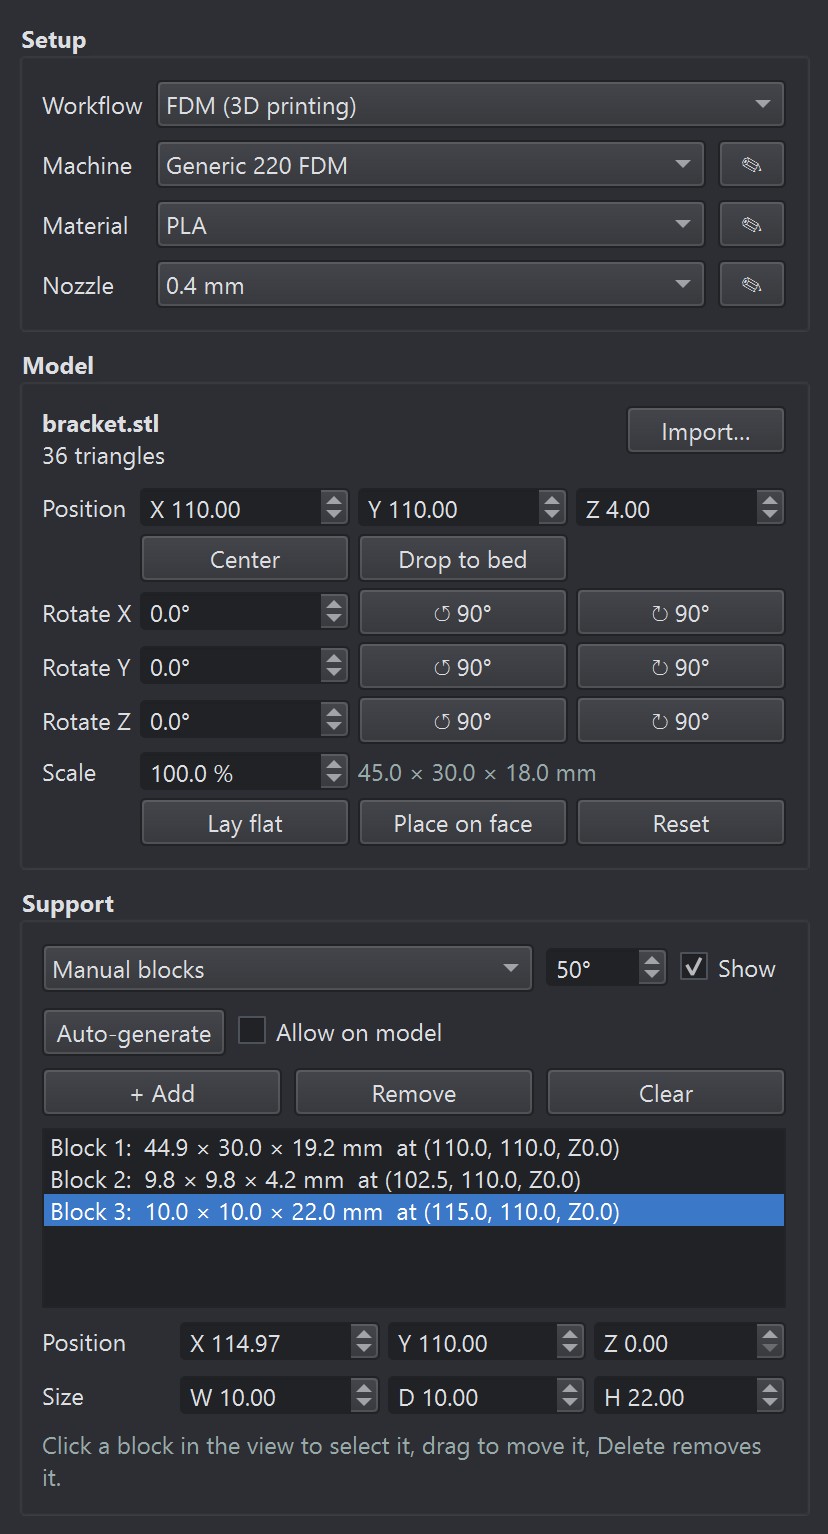 Setup
Workflow FDM (3D printing)
Machine Generic 220 FDM ✎
Material PLA ✎
Nozzle 0.4 mm ✎
Model
bracket.stl
Import...
36 triangles
Position X 110.00 Y 110.00 Z 4.00
Center Drop to bed
Rotate X 0.0° ↺ 90° ↻ 90°
Rotate Y 0.0° ↺ 90° ↻ 90°
Rotate Z 0.0° ↺ 90° ↻ 90°
Scale 100.0 % 45.0 × 30.0 × 18.0 mm
Lay flat Place on face Reset
Support
Manual blocks 50° Show
Auto-generate Allow on model
+ Add Remove Clear
Block 1: 44.9 × 30.0 × 19.2 mm at (110.0, 110.0, Z0.0)
Block 2: 9.8 × 9.8 × 4.2 mm at (102.5, 110.0, Z0.0)
Block 3: 10.0 × 10.0 × 22.0 mm at (115.0, 110.0, Z0.0)
Position X 114.97 Y 110.00 Z 0.00
Size W 10.00 D 10.00 H 22.00
Click a block in the view to select it, drag to move it, Delete removes
it.